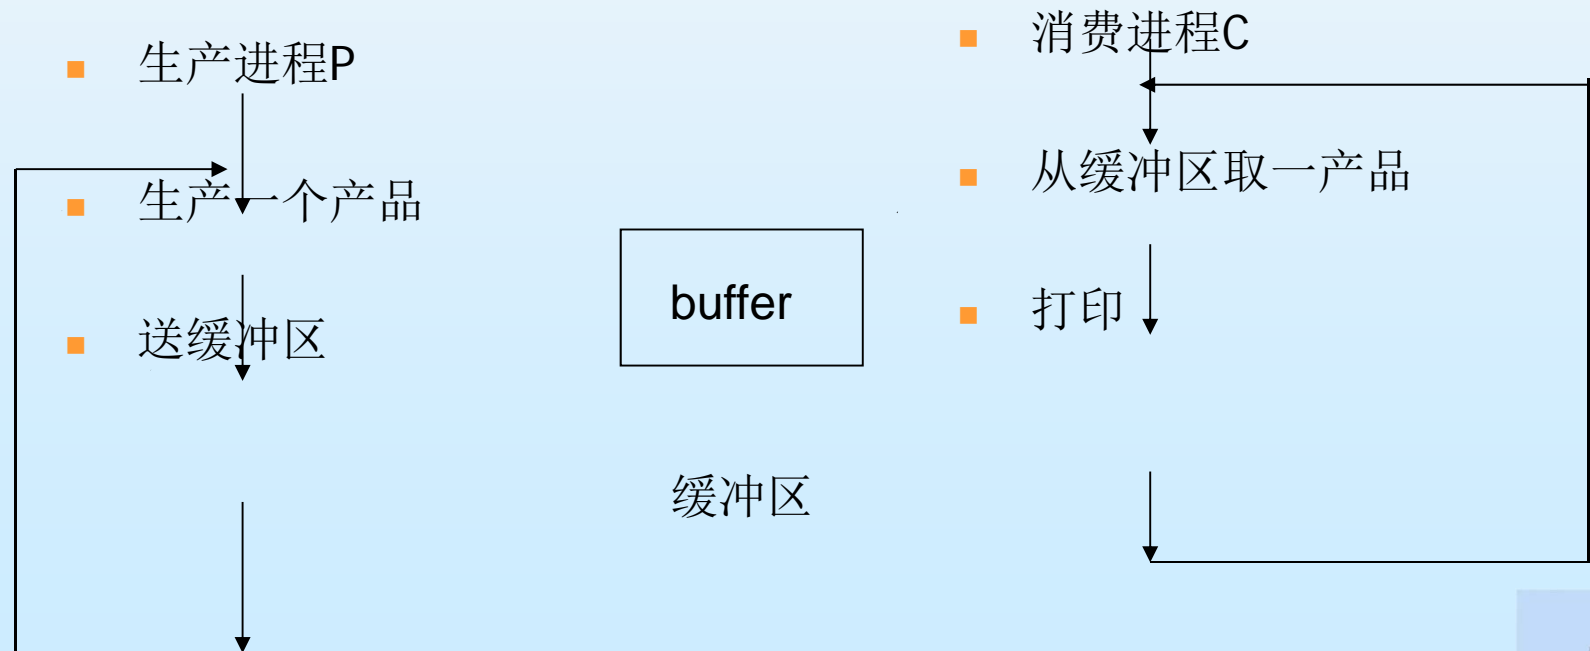 生产进程P
生产一个产品
送缓冲区
buffer
缓冲区
消费进程C
从缓冲区取一产品
打印